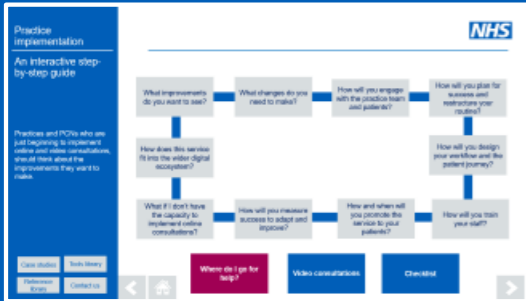 Practice
implementation
An interactive step-
by-step guide
Practices and PCNs who are
just beginning to implement
online and video consultations,
should think about the
improvements they want to
make.
Case studies
Tools library
Reference
library
Contact us
NHS
What improvements
do you want to see?
What changes do you
need to make?
How will you engage
with the practice team
and patients?
How will you plan for
success and
restructure your
routine?
How does this service
fit into the wider digital
ecosystem?
How will you design
your workflow and the
patient journey?
What if I don't have
the capacity to
implement online
consultations?
How will you measure
success to adapt and
improve?
How and when will
you promote the
service to your
patients?
How will you train
your staff?
Where do I go for
help?
Video consultations
Checklist